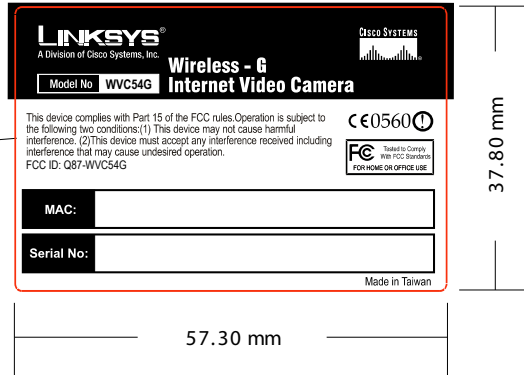 LINKSYS®
A Division of Cisco Systems, Inc.
CISCO SYSTEMS
Wireless - G
Model No WVC54G
Internet Video Camera
This device complies with Part 15 of the FCC rules.Operation is subject to
the following two conditions:(1) This device may not cause harmful
interference. (2)This device must accept any interference received including
interference that may cause undesired operation.
FCC ID: Q87-WVC54G
CE0560!
FC Tested to Comply
With FCC Standards
FOR HOME OR OFFICE USE
MAC:
Serial No:
Made in Taiwan
57.30 mm
37.80 mm